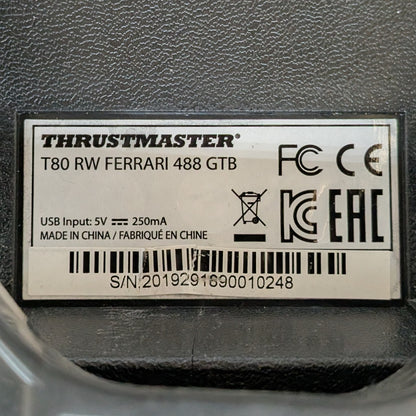 THRUSTMASTER®
T80 RW FERRARI 488 GTB
FC CE
USB Input: 5V ⎓ 250mA
MADE IN CHINA / FABRIQUÉ EN CHINE
KC EAC
S/N:2019291690010248